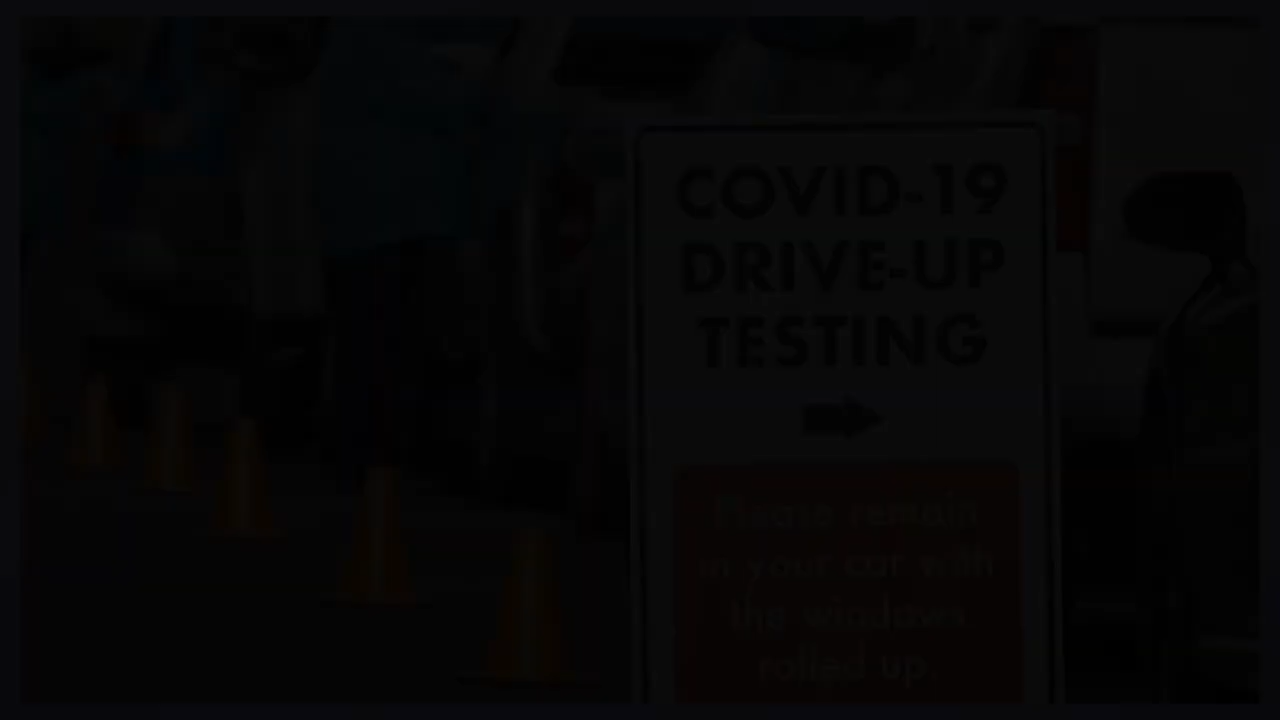 COVID-19
DRIVE-UP
TESTING
Please remain
in your car with
the windows
rolled up.